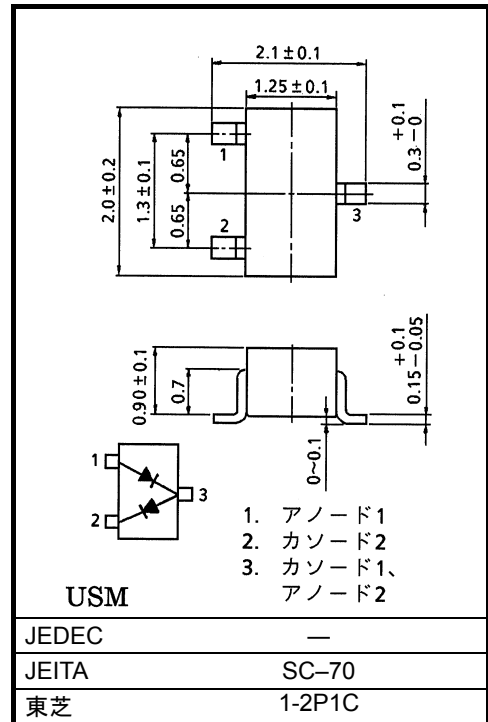 2.1±0.1
1.25±0.1
+0.1
0.3−0
2.0±0.2
1.3±0.1
0.65
0.65
1
2
3
0.90±0.1
0.7
+0.1
0.15−0.05
0~0.1
1
2
3
1. アノード1
2. カソード2
3. カソード1、
アノード2
USM
JEDEC —
JEITA SC–70
東芝 1-2P1C